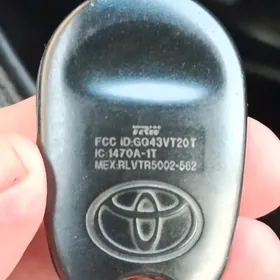 TRW
FCC iD:GQ43VT20T
IC:1470A-1T
MEX:RLVTR5002-562